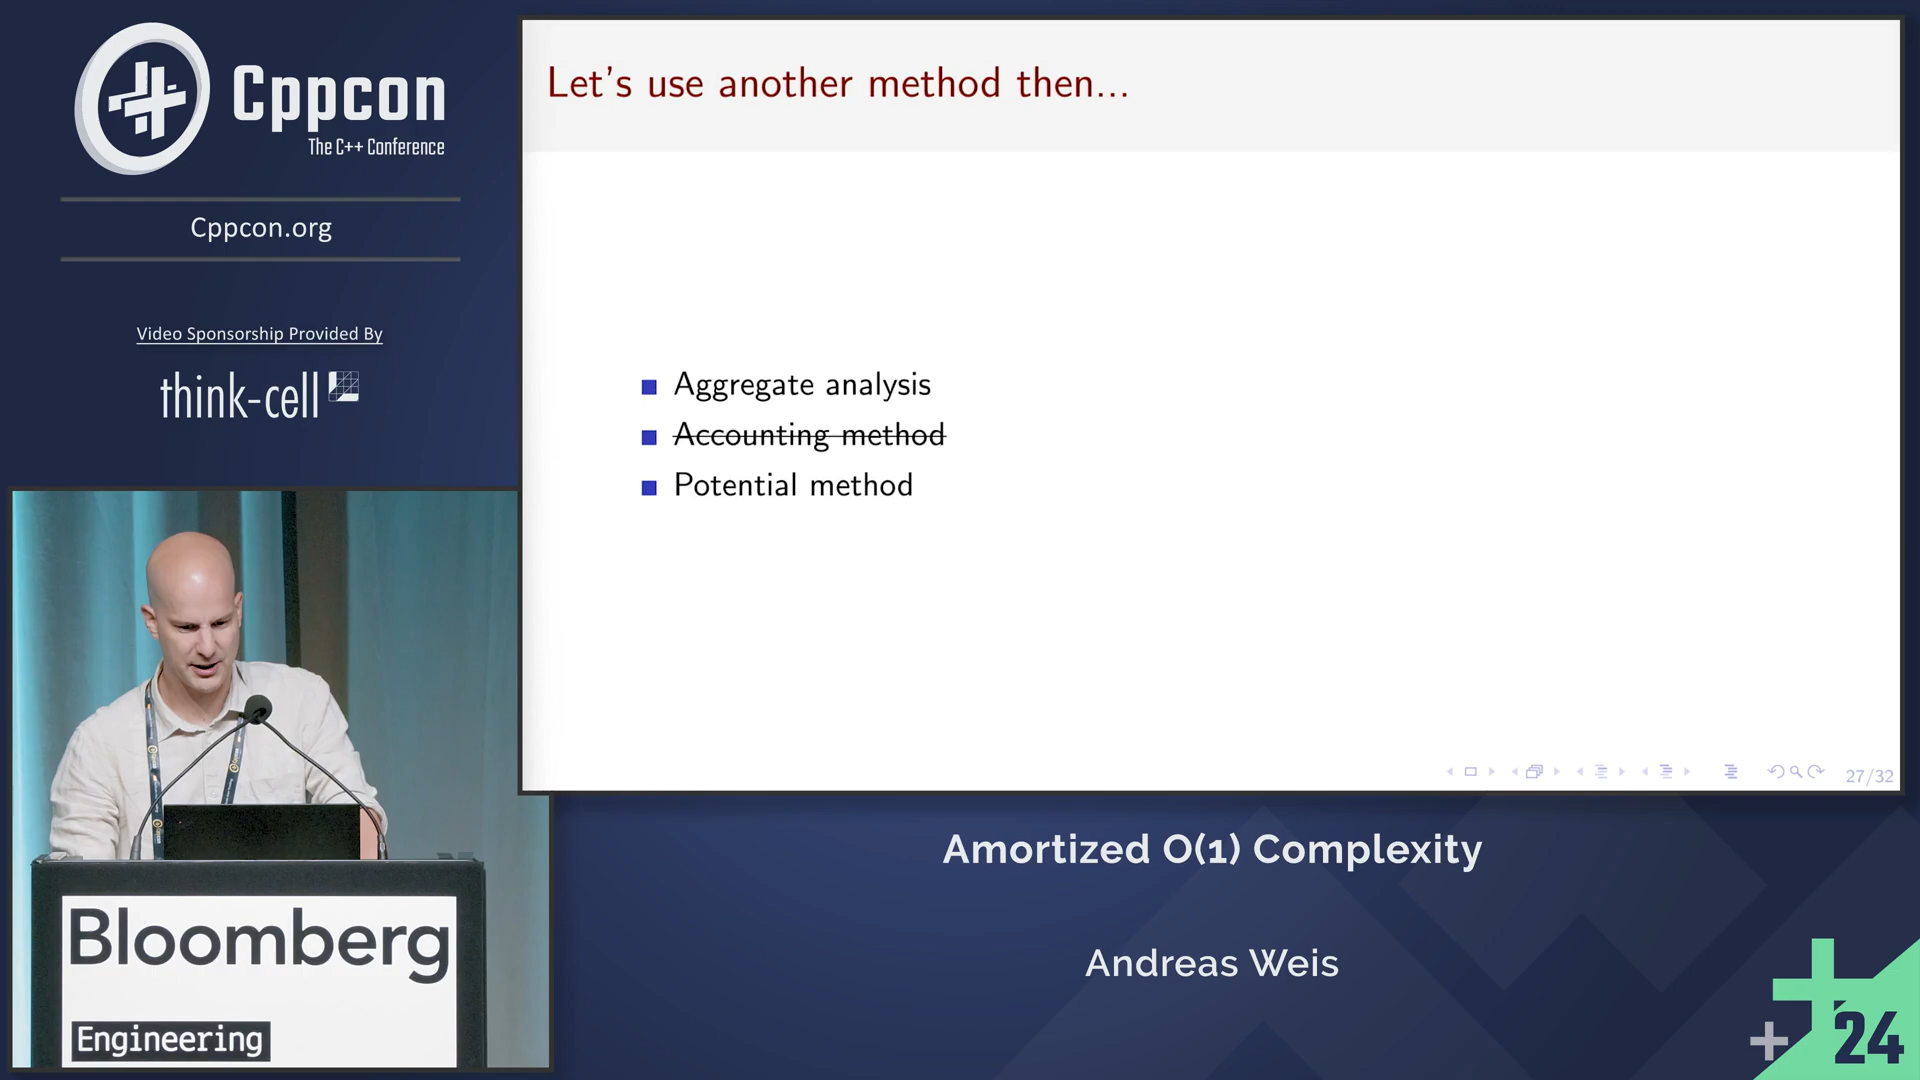 Cppcon
The C++ Conference
Cppcon.org
Video Sponsorship Provided By
think-cell
Let's use another method then...
Aggregate analysis
Accounting method
Potential method
27/32
Bloomberg
Engineering
Amortized O(1) Complexity
Andreas Weis
24